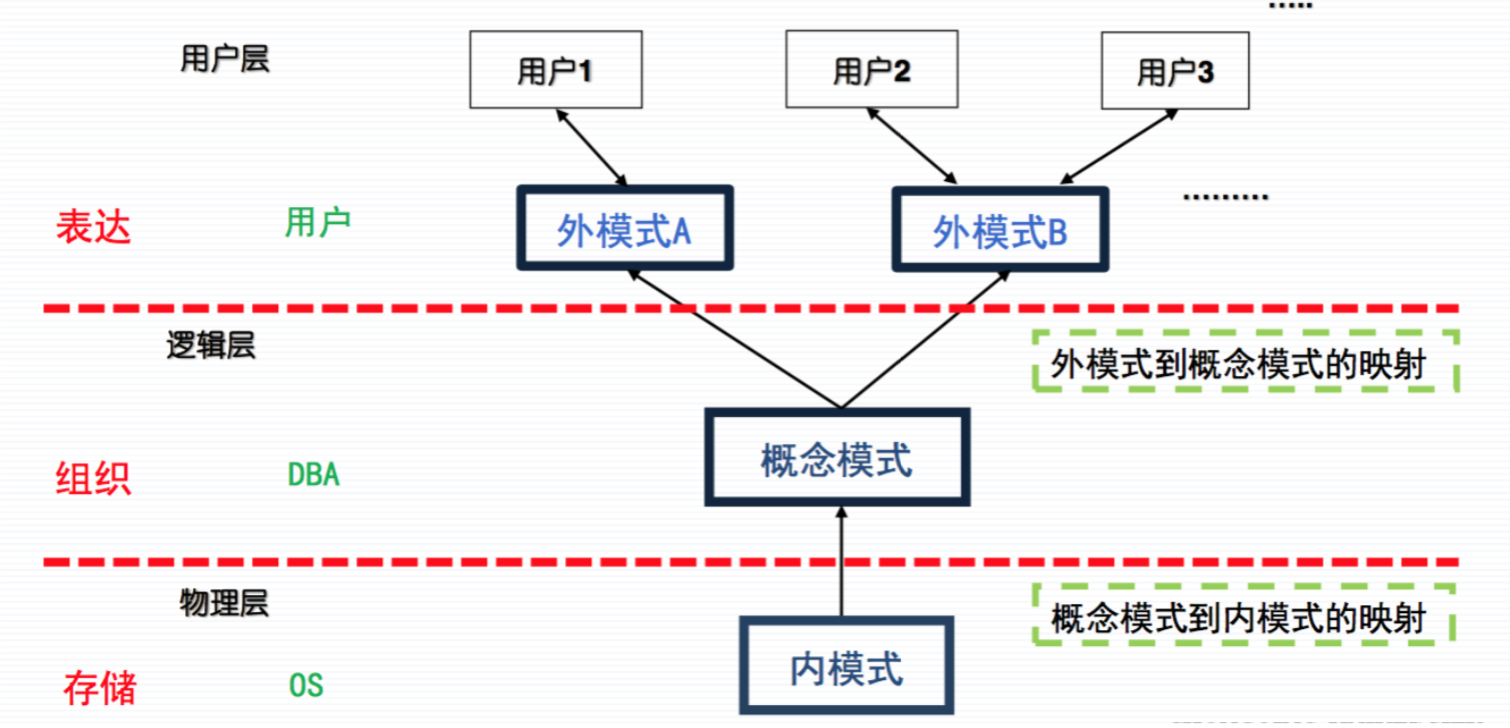 .....
用户层
用户1
用户2
用户3
表达
用户
外模式A
外模式B
.........
逻辑层
外模式到概念模式的映射
组织
DBA
概念模式
物理层
概念模式到内模式的映射
存储
OS
内模式